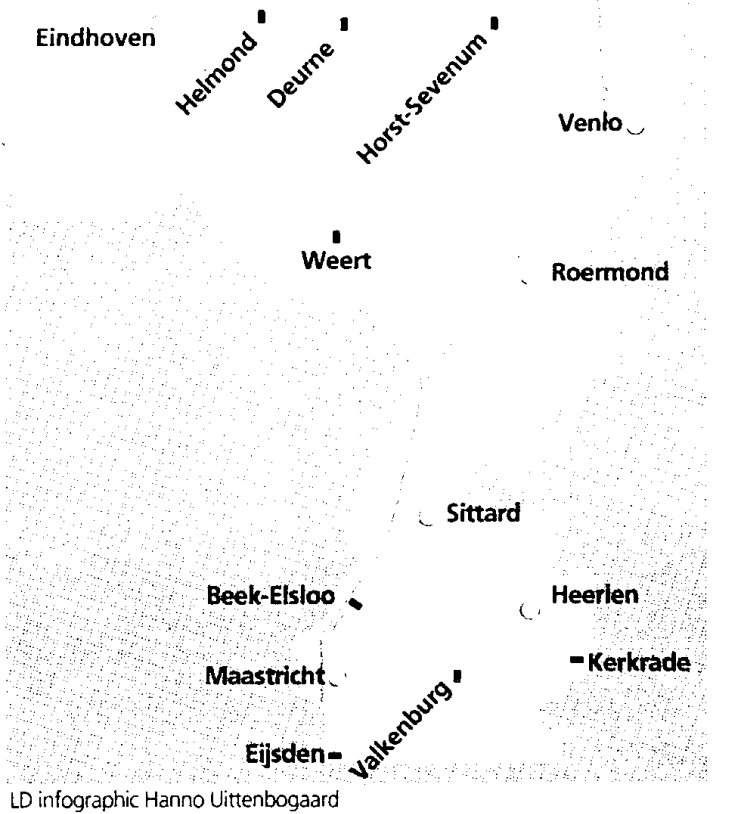 Eindhoven
Helmond
Deurne
Horst-Sevenum
Venlo
Weert
Roermond
Sittard
Beek-Elsloo
Heerlen
Maastricht
Kerkrade
Valkenburg
Eijsden
LD infographic Hanno Uittenbogaard